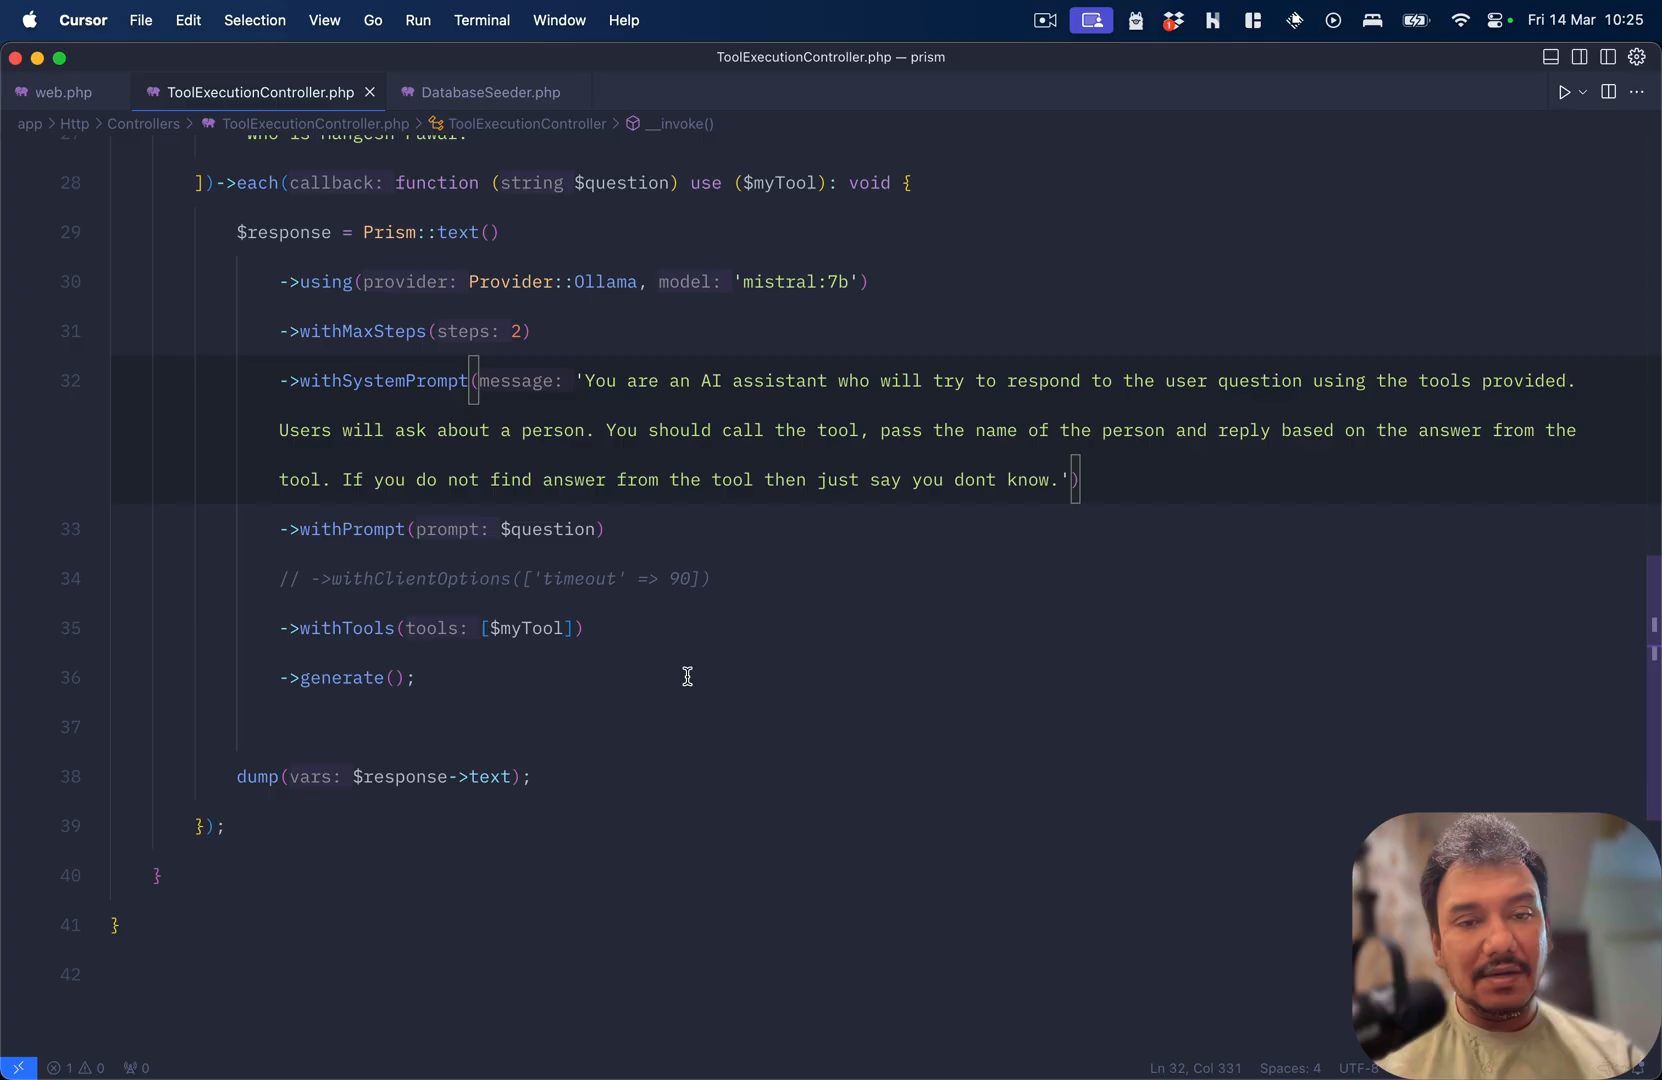 Cursor File Edit Selection View Go Run Terminal Window Help 1 Fri 14 Mar 10:25
ToolExecutionController.php — prism
web.php ToolExecutionController.php DatabaseSeeder.php
app > Http > Controllers > ToolExecutionController.php > ToolExecutionController > __invoke()
28 ])->each(callback: function (string $question) use ($myTool): void {
29 $response = Prism::text()
30 ->using(provider: Provider::Ollama, model: 'mistral:7b')
31 ->withMaxSteps(steps: 2)
32 ->withSystemPrompt(message: 'You are an AI assistant who will try to respond to the user question using the tools provided.
Users will ask about a person. You should call the tool, pass the name of the person and reply based on the answer from the
tool. If you do not find answer from the tool then just say you dont know.')
33 ->withPrompt(prompt: $question)
34 // ->withClientOptions(['timeout' => 90])
35 ->withTools(tools: [$myTool])
36 ->generate();
37
38 dump(vars: $response->text);
39 });
40 }
41 }
42
1 0 0 Ln 32, Col 331 Spaces: 4 UTF-8